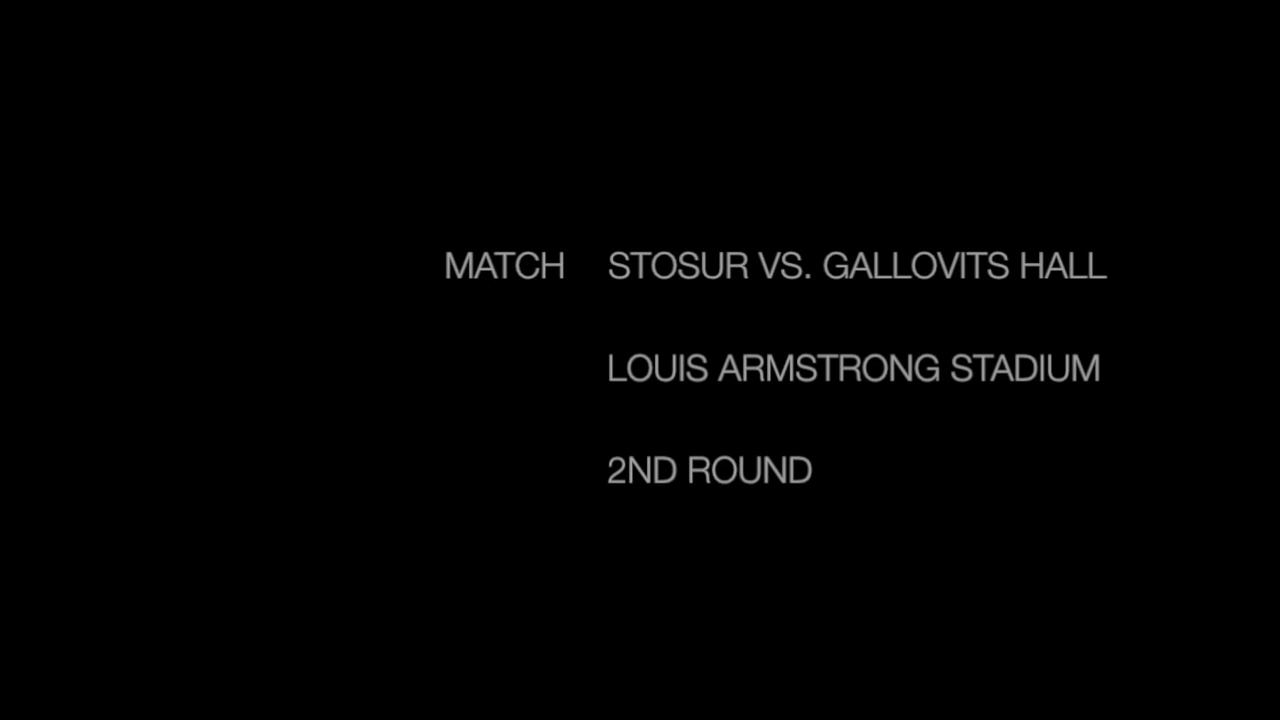 MATCH STOSUR VS. GALLOVITS HALL
LOUIS ARMSTRONG STADIUM
2ND ROUND